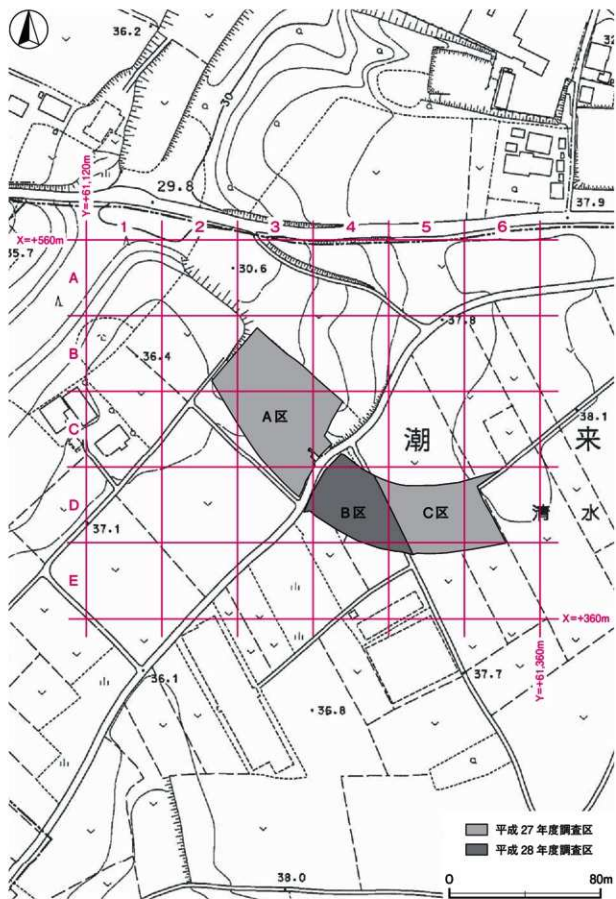 36.2
30
32
Y=+61,120m
29.8
37.9
1 2 3 4 5 6
X=+560m
35.7
A
30.6
37.8
B
36.4
A区
38.1
C
潮 来
D
B区
C区
清 水
37.1
E
X=+360m
36.1
37.7
Y=+61,360m
36.8
平成 27 年度調査区
平成 28 年度調査区
38.0
0 80m